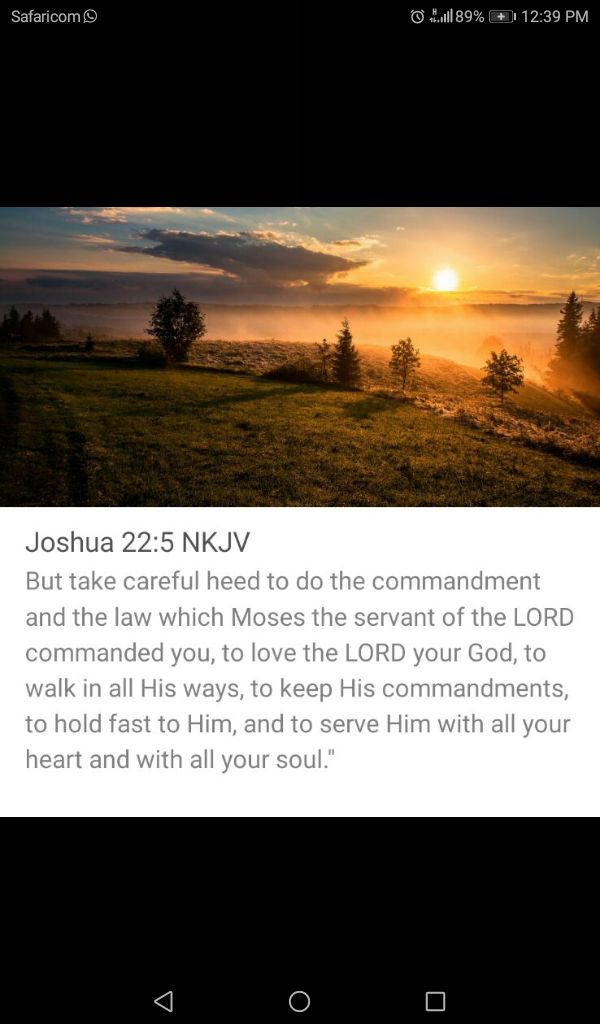 Safaricom
H 89% 12:39 PM
Joshua 22:5 NKJV
But take careful heed to do the commandment
and the law which Moses the servant of the LORD
commanded you, to love the LORD your God, to
walk in all His ways, to keep His commandments,
to hold fast to Him, and to serve Him with all your
heart and with all your soul."